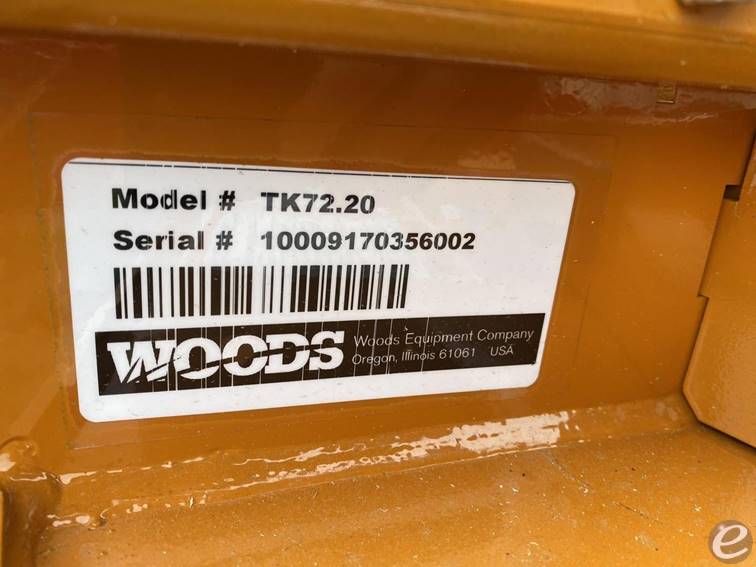 Model # TK72.20
Serial # 10009170356002
WOODS
Woods Equipment Company
Oregon, Illinois 61061 USA
e